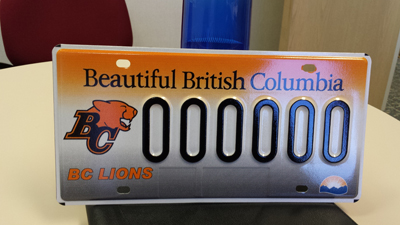 Beautiful British Columbia
BC
000000
BC LIONS